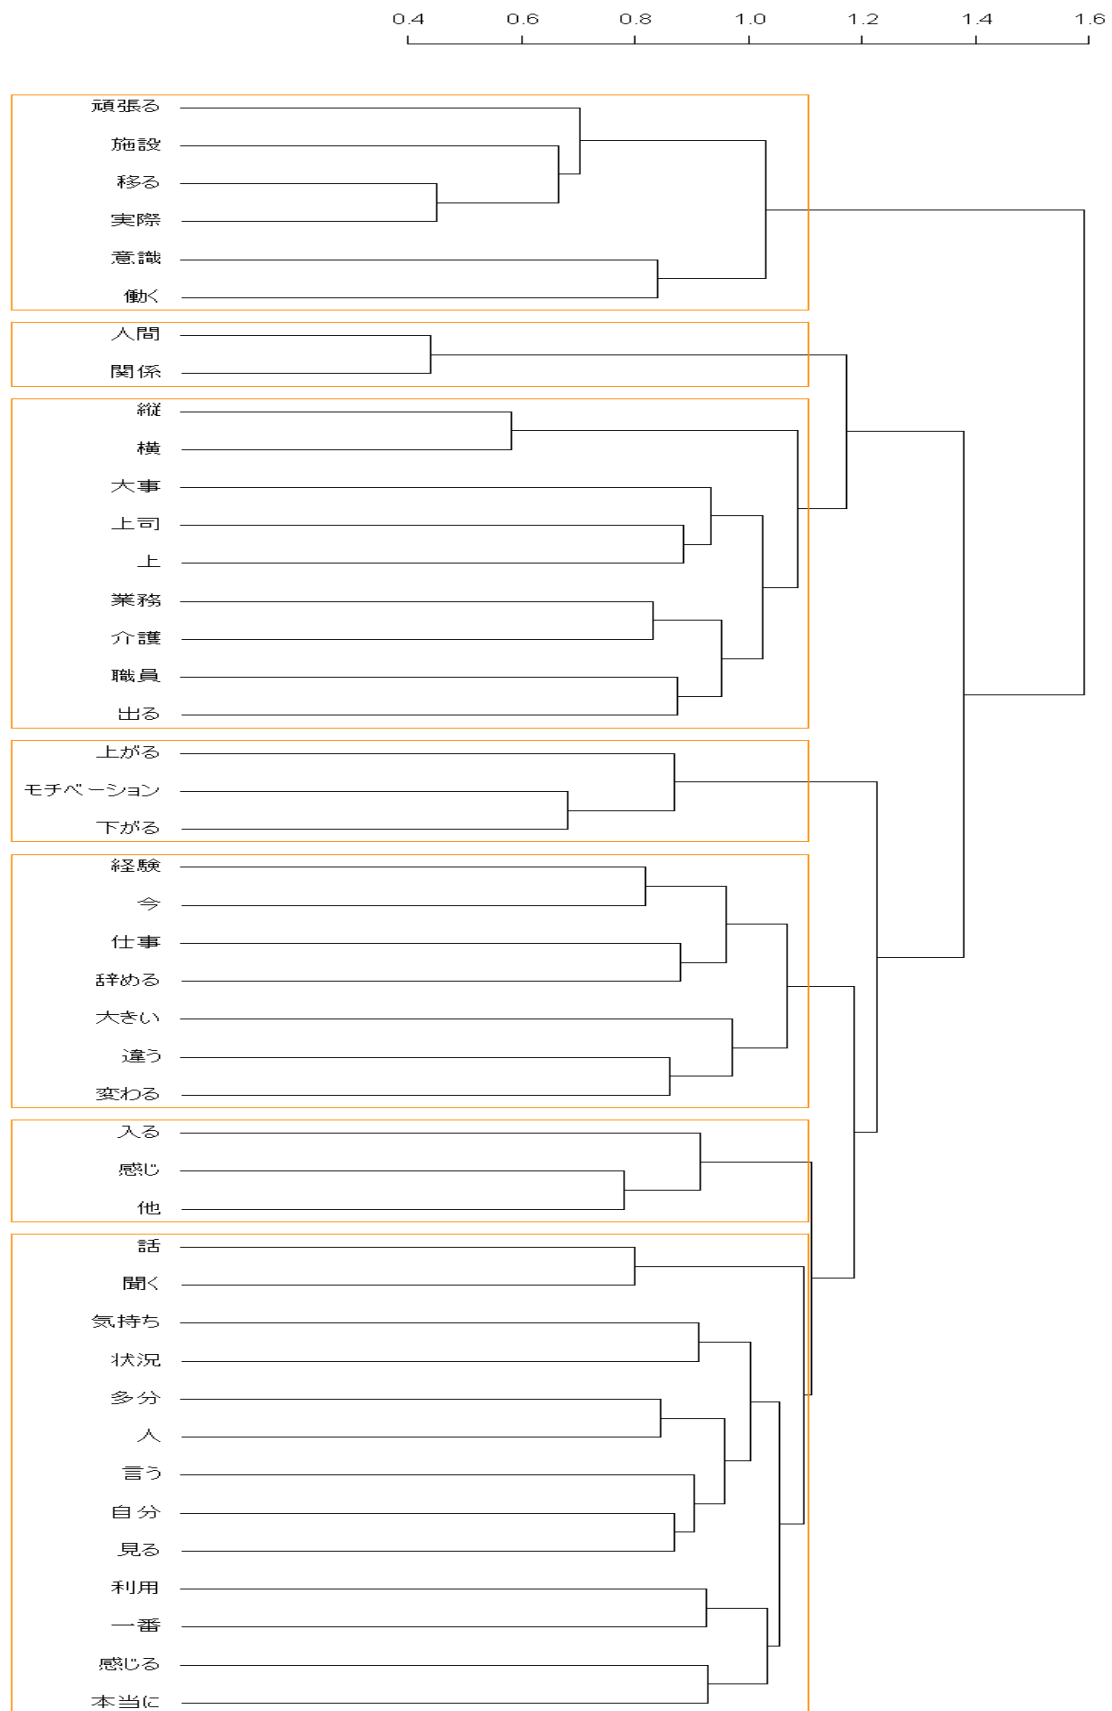 0.4 0.6 0.8 1.0 1.2 1.4 1.6
頑張る
施設
移る
実際
意識
働く
人間
関係
縦
横
大事
上司
上
業務
介護
職員
出る
上がる
モチベーション
下がる
経験
今
仕事
辞める
大きい
違う
変わる
入る
感じ
他
話
聞く
気持ち
状況
多分
人
言う
自分
見る
利用
一番
感じる
本当に